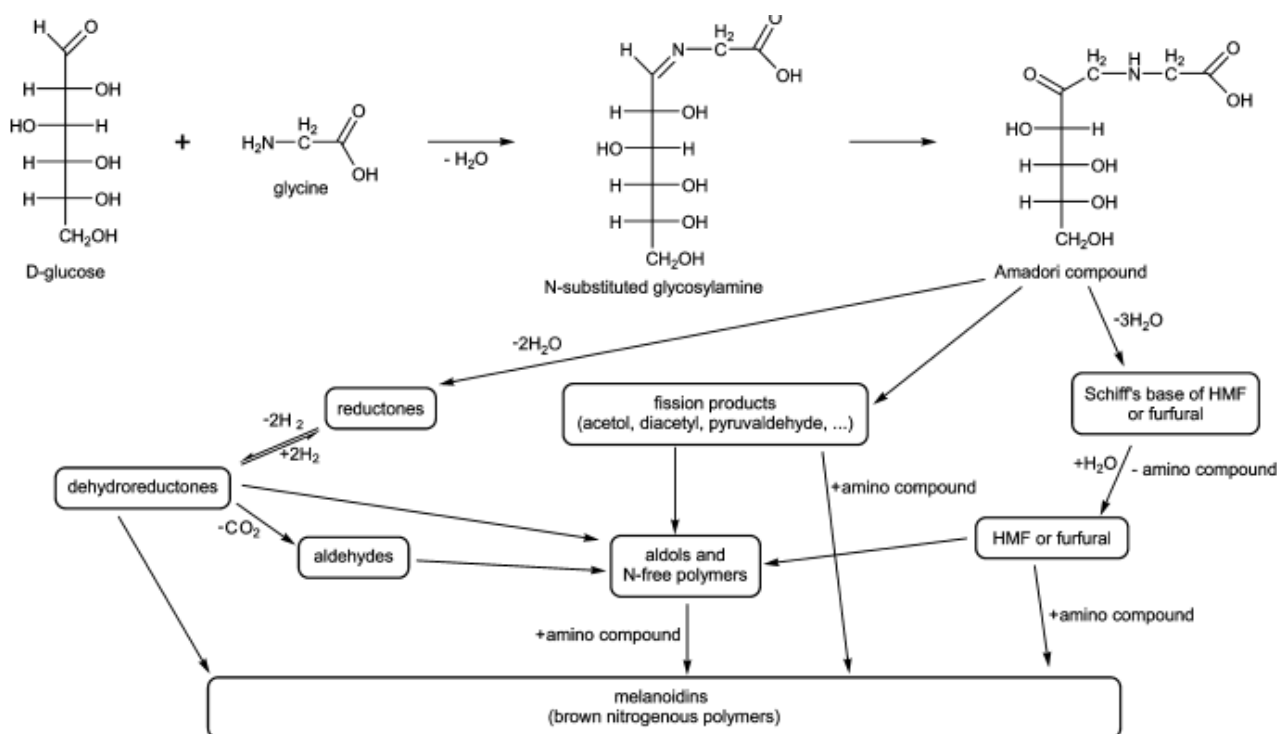 H O
H OH
HO H
H OH
H OH
CH₂OH
D-glucose
+
H₂N C H₂ O OH
glycine
- H₂O
H N C H₂ O OH
H OH
HO H
H OH
H OH
CH₂OH
N-substituted glycosylamine
O C H₂ H N C H₂ O OH
HO H
H OH
H OH
CH₂OH
Amadori compound
-2H₂O
-3H₂O
reductones
fission products
(acetol, diacetyl, pyruvaldehyde, ...)
Schiff's base of HMF
or furfural
-2H ₂
+2H₂
+H₂O
- amino compound
dehydroreductones
+amino compound
-CO₂
aldehydes
aldols and
N-free polymers
HMF or furfural
+amino compound
+amino compound
melanoidins
(brown nitrogenous polymers)